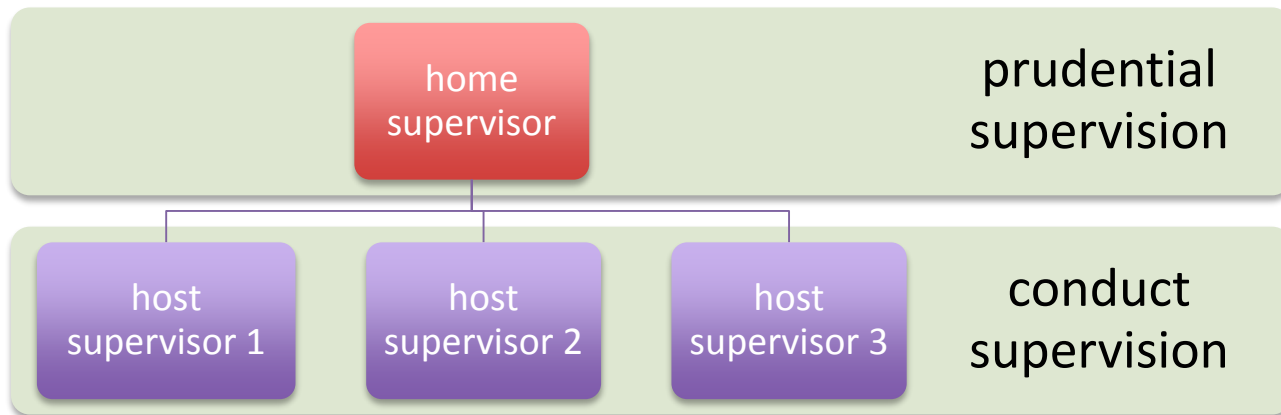 home
supervisor
prudential
supervision
host
supervisor 1
host
supervisor 2
host
supervisor 3
conduct
supervision